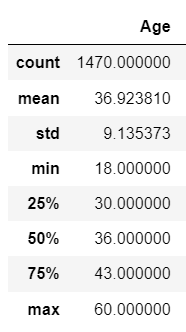 Age
count 1470.000000
mean 36.923810
std 9.135373
min 18.000000
25% 30.000000
50% 36.000000
75% 43.000000
max 60.000000